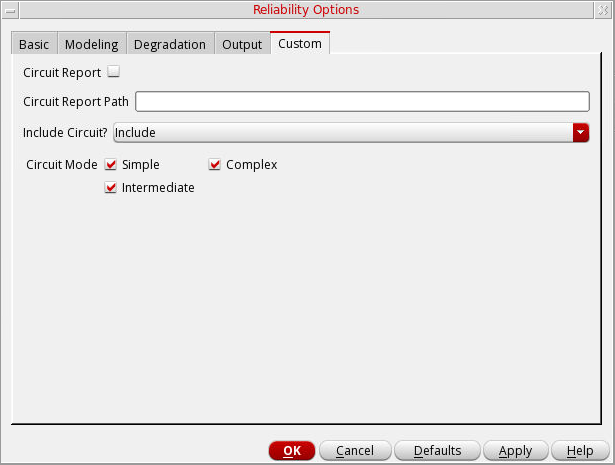 Reliability Options
Basic Modeling Degradation Output Custom
Circuit Report
Circuit Report Path
Include Circuit? Include
Circuit Mode Simple Complex
Intermediate
OK Cancel Defaults Apply Help